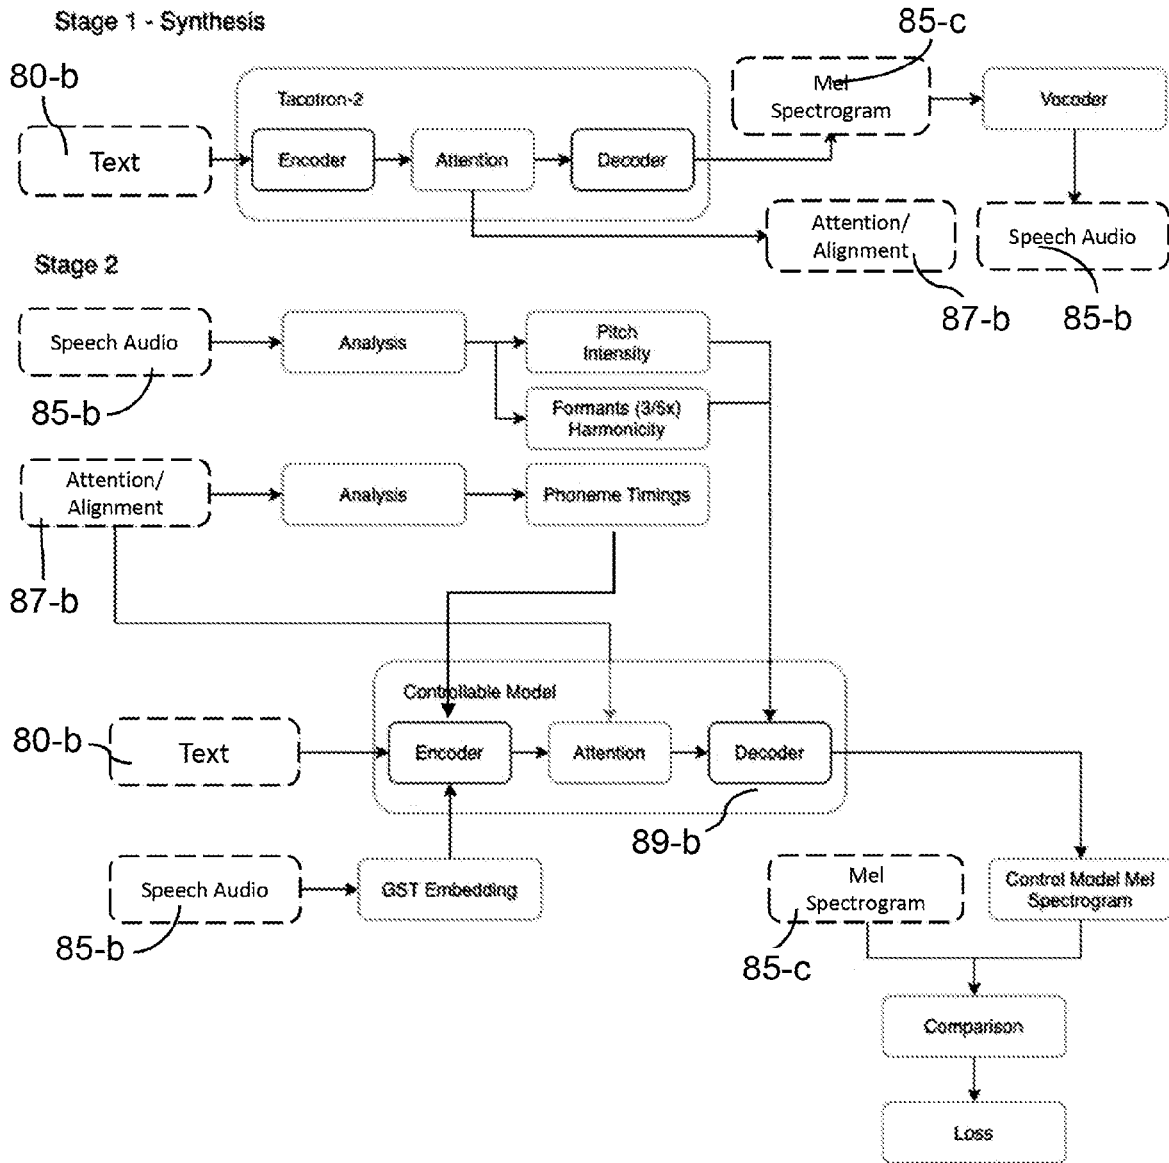 Stage 1 - Synthesis
85-c
80-b
Tacotron-2
Mel
Spectrogram
Vocoder
Text
Encoder
Attention
Decoder
Attention/
Alignment
Speech Audio
Stage 2
87-b
85-b
Speech Audio
Analysis
Pitch
Intensity
85-b
Formants (3/5x)
Harmonicity
Attention/
Alignment
Analysis
Phoneme Timings
87-b
Controllable Model
80-b
Text
Encoder
Attention
Decoder
89-b
Speech Audio
GST Embedding
Mel
Spectrogram
Control Model Mel
Spectrogram
85-b
85-c
Comparison
Loss